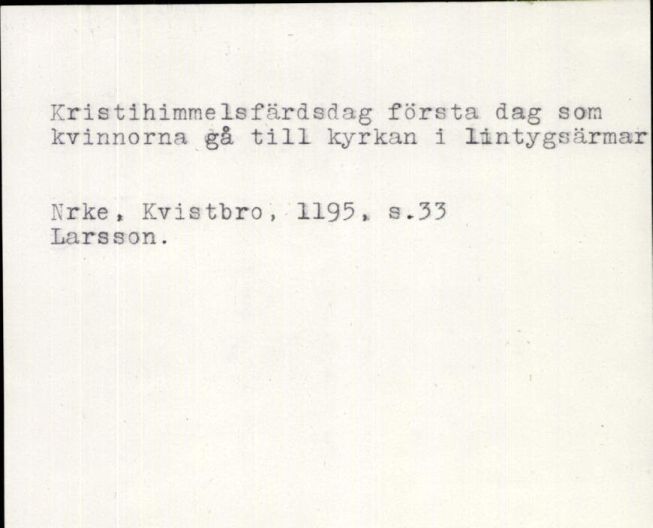 Kristihimmelsfärdsdag första dag som
kvinnorna gå till kyrkan i lintygsärmar
Nrke, Kvistbro, 1195, s.33
Larsson.